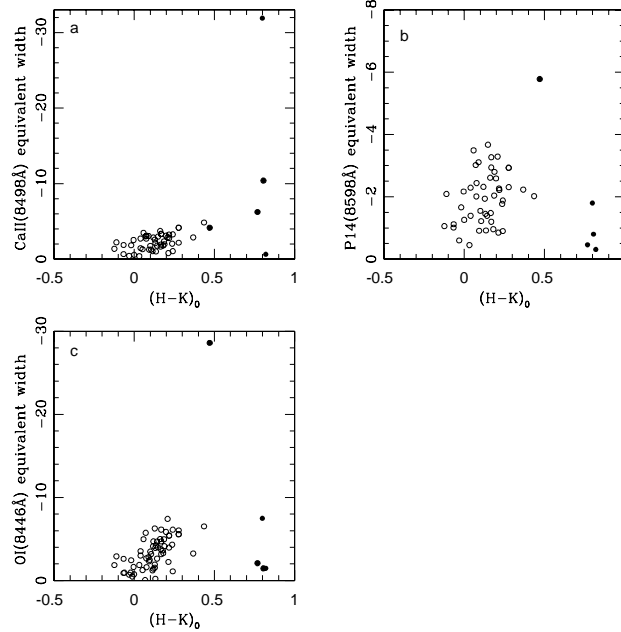 a
−30
−20
−10
0
CaII(8498Å) equivalent width
-0.5 0 0.5 1
(H−K)₀
b
−8
−6
−4
−2
0
P14(8598Å) equivalent width
-0.5 0 0.5 1
(H−K)₀
c
−30
−20
−10
0
OI(8446Å) equivalent width
-0.5 0 0.5 1
(H−K)₀